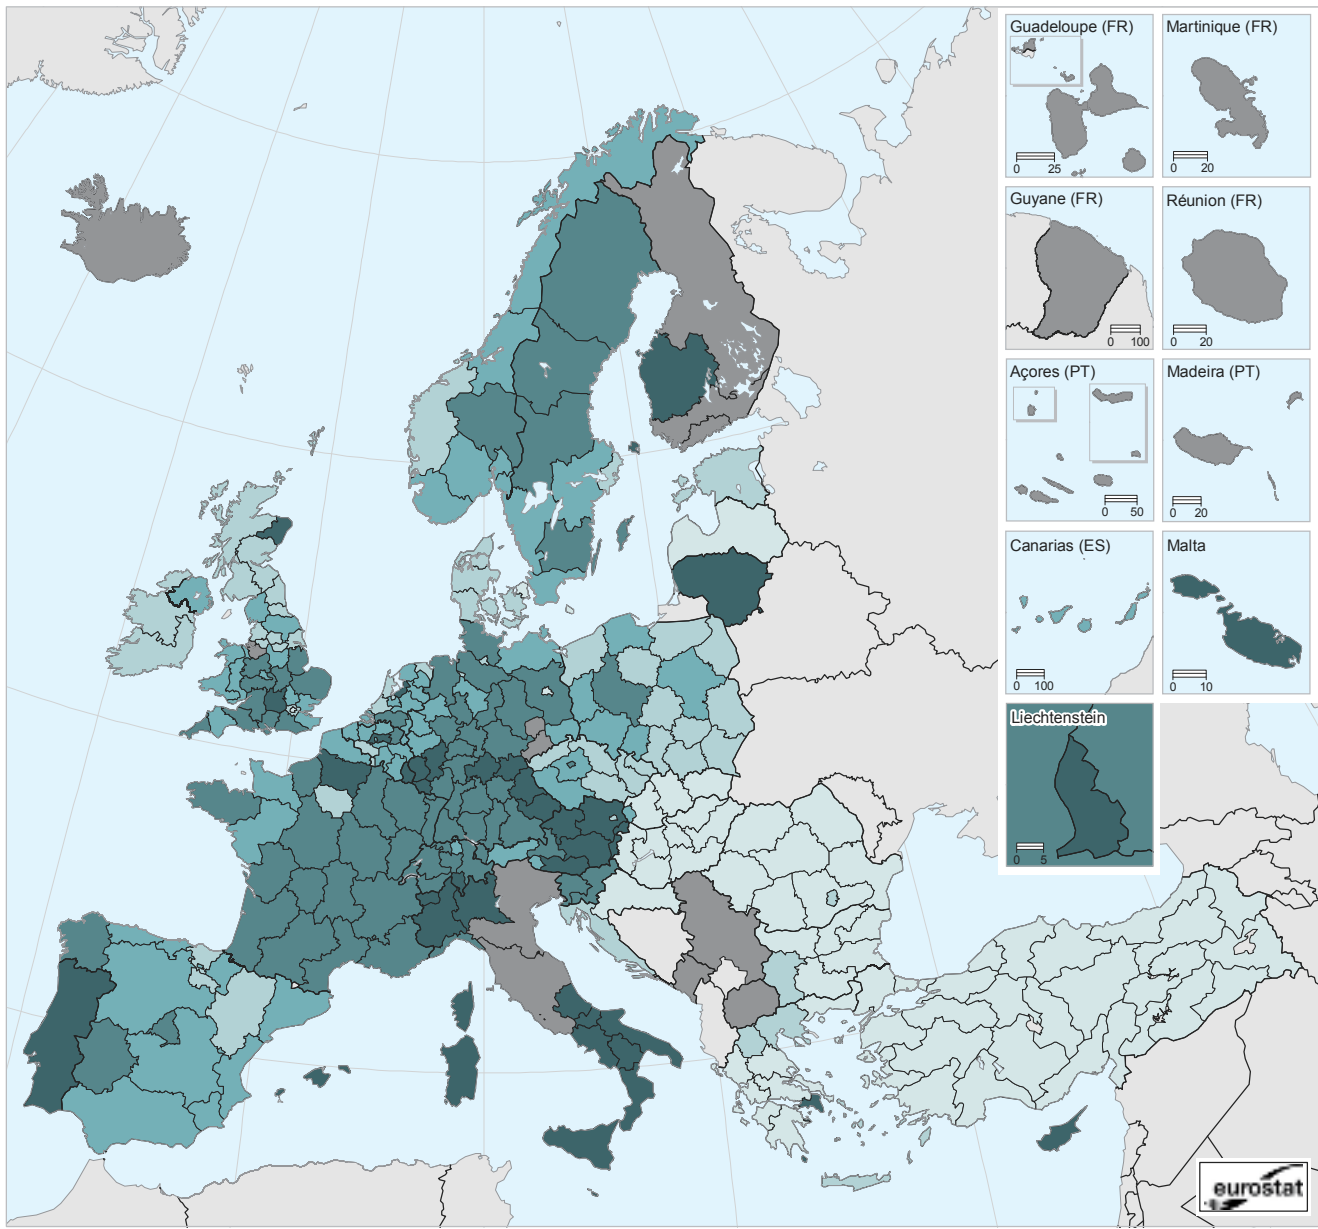 Guadeloupe (FR)
0 25
Martinique (FR)
0 20
Guyane (FR)
0 100
Réunion (FR)
0 20
Açores (PT)
0 50
Madeira (PT)
0 20
Canarias (ES)
0 100
Malta
0 10
Liechtenstein
0 5
eurostat